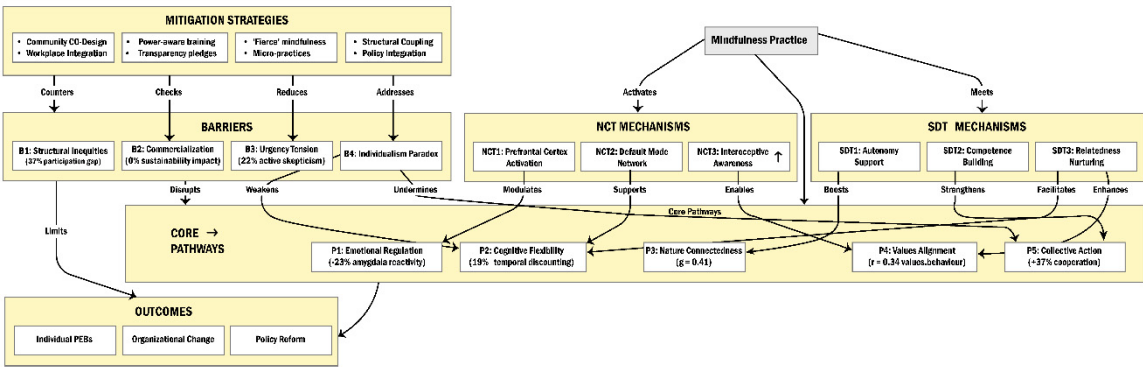 MITIGATION STRATEGIES
• Community CO-Design
• Workplace Integration
• Power-aware training
• Transparency pledges
• 'Fierce' mindfulness
• Micro-practices
• Structural Coupling
• Policy Integration
Mindfulness Practice
Counters
Checks
Reduces
Addresses
Activates
Meets
BARRIERS
B1: Structural Inequities
(-37% participation gap)
B2: Commercialization
(0% sustainability impact)
B3: Urgency Tension
(22% active skepticism)
B4: Individualism Paradox
NCT MECHANISMS
NCT1: Prefrontal Cortex
Activation
NCT2: Default Mode
Network
NCT3: Interoceptive
Awareness ↑
SDT MECHANISMS
SDT1: Autonomy
Support
SDT2: Competence
Building
SDT3: Relatedness
Nurturing
Limits
Disrupts
Weakens
Undermines
Modulates
Supports
Enables
Boosts
Strengthens
Facilitates
Enhances
Core Pathways
CORE →
PATHWAYS
P1: Emotional Regulation
(-23% amygdala reactivity)
P2: Cognitive Flexibility
(19% temporal discounting)
P3: Nature Connectedness
(g = 0.41)
P4: Values Alignment
(r = 0.34 values.behaviour)
P5: Collective Action
(+37% cooperation)
OUTCOMES
Individual PEBs
Organizational Change
Policy Reform